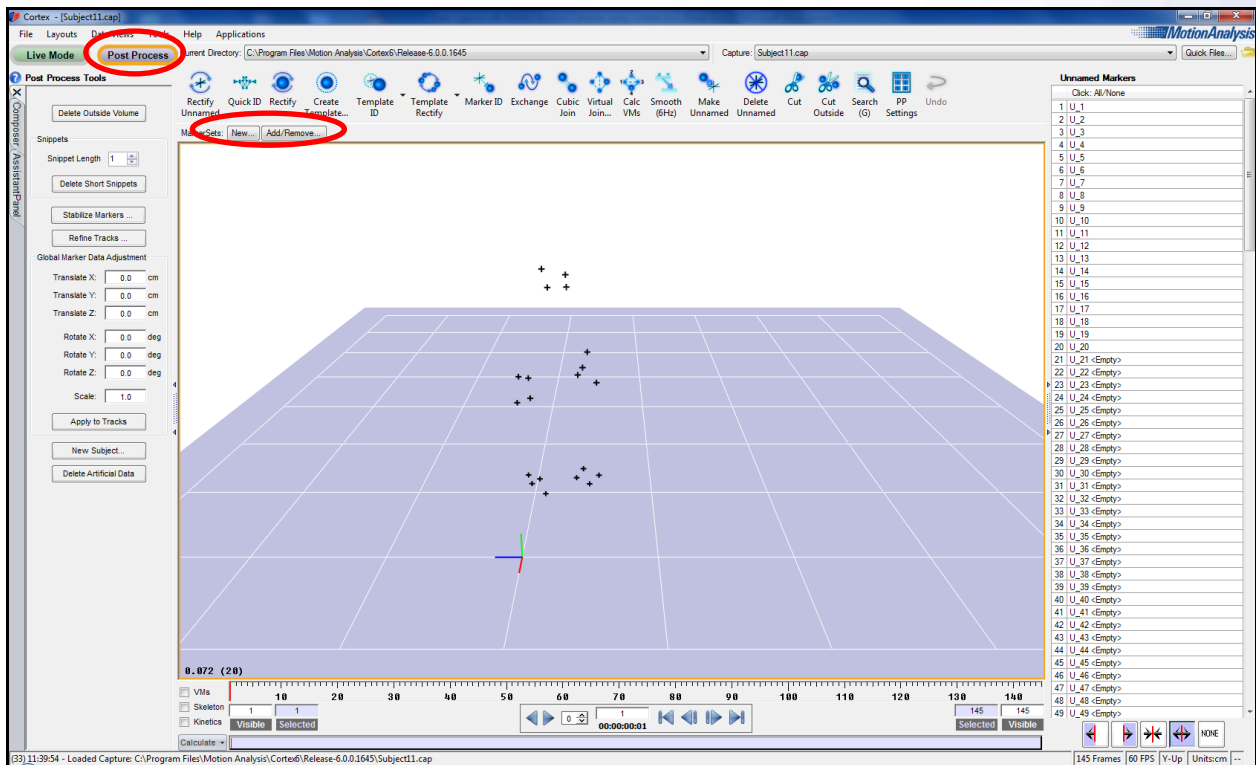 Cortex - [Subject11.cap]
File Layouts Data Views Tools Help Applications
MotionAnalysis
Live Mode Post Process Current Directory: C:\Program Files\Motion Analysis\Cortex6\Release-6.0.0.1645 Capture: Subject11.cap Quick Files...
Post Process Tools
X Composer AssistantPanel
Delete Outside Volume
Snippets
Snippet Length 1
Delete Short Snippets
Stabilize Markers ...
Refine Tracks ...
Global Marker Data Adjustment
Translate X: 0.0 cm
Translate Y: 0.0 cm
Translate Z: 0.0 cm
Rotate X: 0.0 deg
Rotate Y: 0.0 deg
Rotate Z: 0.0 deg
Scale: 1.0
Apply to Tracks
New Subject...
Delete Artificial Data
Rectify Unnamed
Quick ID
Rectify
Create Template...
Template ID
Template Rectify
Marker ID
Exchange
Cubic Join
Virtual Join...
Calc VMs
Smooth (6Hz)
Make Unnamed
Delete Unnamed
Cut
Cut Outside
Search (G)
PP Settings
Undo
MarkerSets: New... Add/Remove...
0.072 (20)
VMs
Skeleton
Kinetics
10 20 30 40 50 60 70 80 90 100 110 120 130 140
1 1 145 145
Visible Selected Selected Visible
0 1
00:00:00:01
Calculate
Unnamed Markers
Click: All/None
1 U_1
2 U_2
3 U_3
4 U_4
5 U_5
6 U_6
7 U_7
8 U_8
9 U_9
10 U_10
11 U_11
12 U_12
13 U_13
14 U_14
15 U_15
16 U_16
17 U_17
18 U_18
19 U_19
20 U_20
21 U_21 <Empty>
22 U_22 <Empty>
23 U_23 <Empty>
24 U_24 <Empty>
25 U_25 <Empty>
26 U_26 <Empty>
27 U_27 <Empty>
28 U_28 <Empty>
29 U_29 <Empty>
30 U_30 <Empty>
31 U_31 <Empty>
32 U_32 <Empty>
33 U_33 <Empty>
34 U_34 <Empty>
35 U_35 <Empty>
36 U_36 <Empty>
37 U_37 <Empty>
38 U_38 <Empty>
39 U_39 <Empty>
40 U_40 <Empty>
41 U_41 <Empty>
42 U_42 <Empty>
43 U_43 <Empty>
44 U_44 <Empty>
45 U_45 <Empty>
46 U_46 <Empty>
47 U_47 <Empty>
48 U_48 <Empty>
49 U_49 <Empty>
NONE
(33) 11:39:54 - Loaded Capture: C:\Program Files\Motion Analysis\Cortex6\Release-6.0.0.1645\Subject11.cap
145 Frames 60 FPS Y-Up Units:cm --